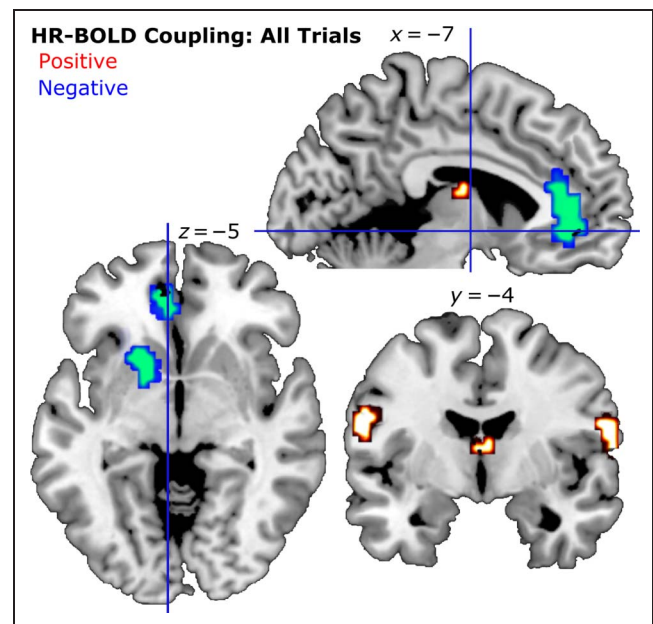 HR-BOLD Coupling: All Trials
Positive
Negative
x = −7
z = −5
y = −4